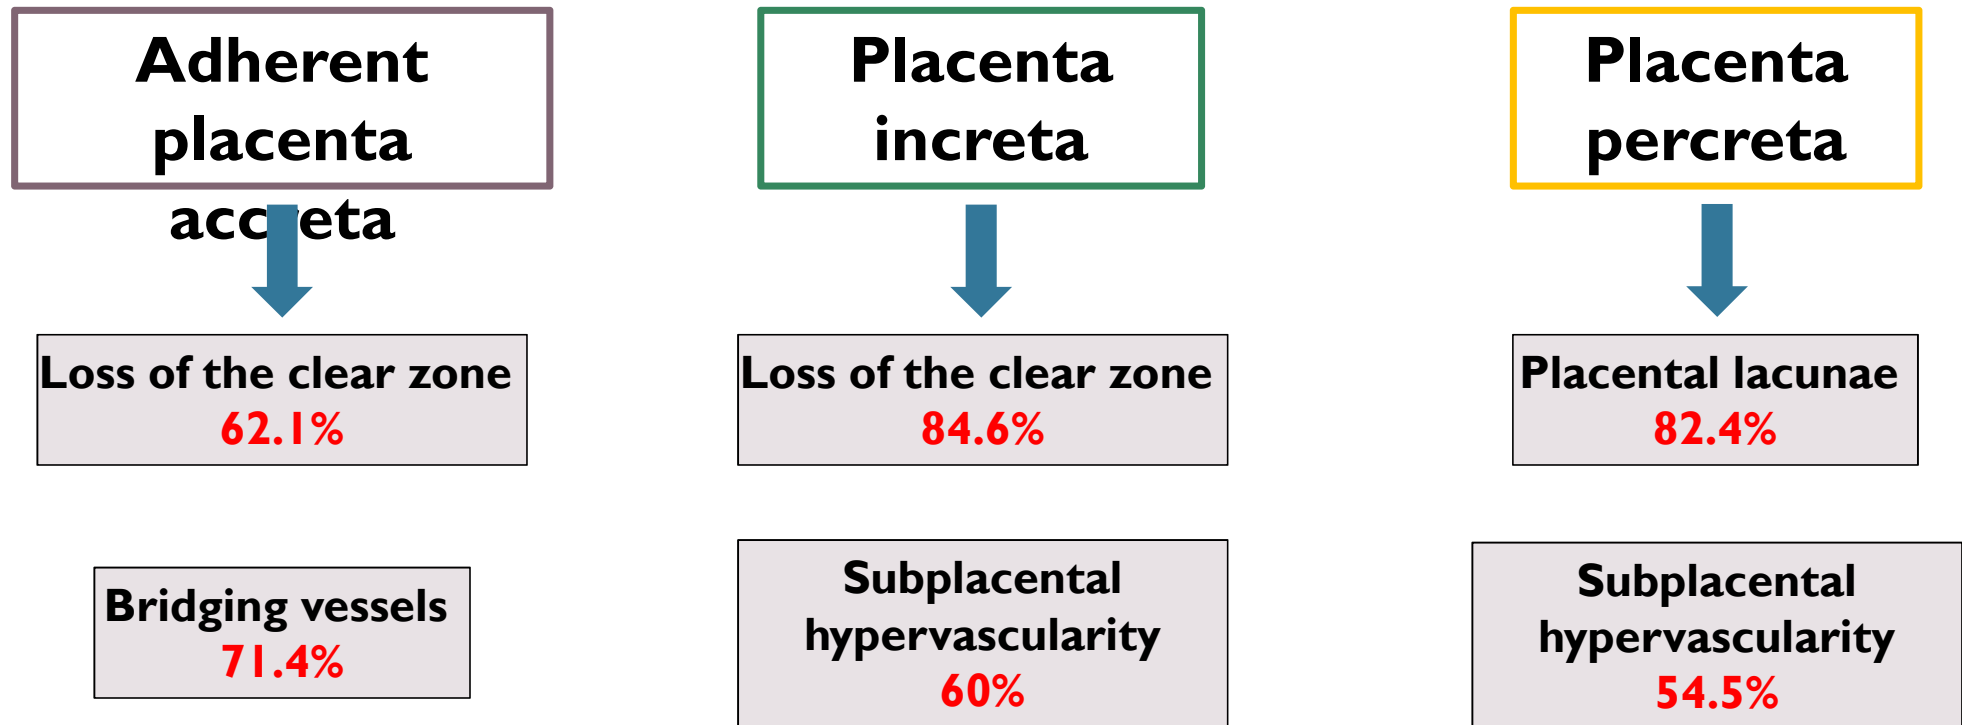 Adherent
placenta
accreta
Loss of the clear zone
62.1%
Bridging vessels
71.4%
Placenta
increta
Loss of the clear zone
84.6%
Subplacental
hypervascularity
60%
Placenta
percreta
Placental lacunae
82.4%
Subplacental
hypervascularity
54.5%